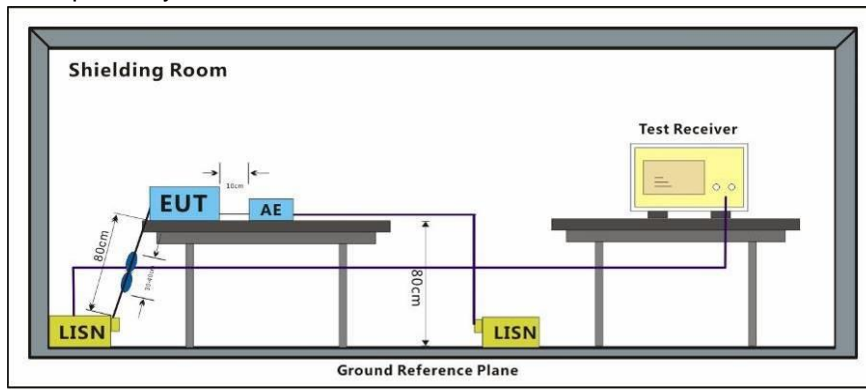 Shielding Room
Test Receiver
10cm
EUT
AE
80cm
80cm
LISN
LISN
Ground Reference Plane